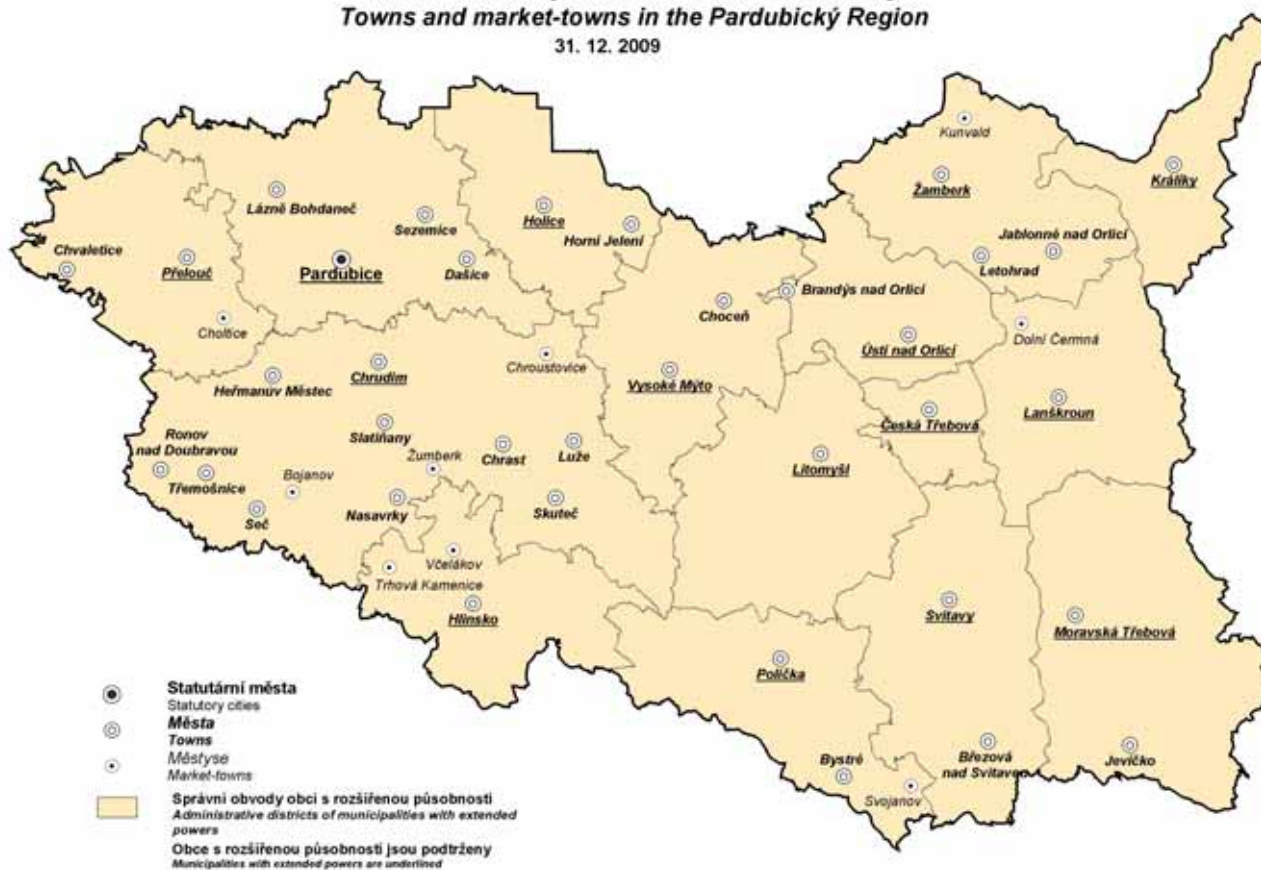 Towns and market-towns in the Pardubický Region
31. 12. 2009
Kunvald
Žamberk
Králíky
Lázně Bohdaneč
Sezemice
Holice
Horní Jelení
Jablonné nad Orlicí
Letohrad
Chvaletice
Přelouč
Pardubice
Dašice
Brandýs nad Orlicí
Choceň
Choltice
Dolní Čermná
Ústí nad Orlicí
Chroustovice
Chrudim
Heřmanův Městec
Vysoké Mýto
Lanškroun
Česká Třebová
Slatiňany
Ronov
nad Doubravou
Žumberk
Chrast
Luže
Litomyšl
Třemošnice
Bojanov
Seč
Nasavrky
Skuteč
Včelákov
Trhová Kamenice
Hlinsko
Svitavy
Moravská Třebová
Polička
Bystré
Březová
nad Svitavou
Jevíčko
Svojanov
Statutární města
Statutory cities
Města
Towns
Městyse
Market-towns
Správní obvody obcí s rozšířenou působností
Administrative districts of municipalities with extended
powers
Obce s rozšířenou působností jsou podtrženy
Municipalities with extended powers are underlined